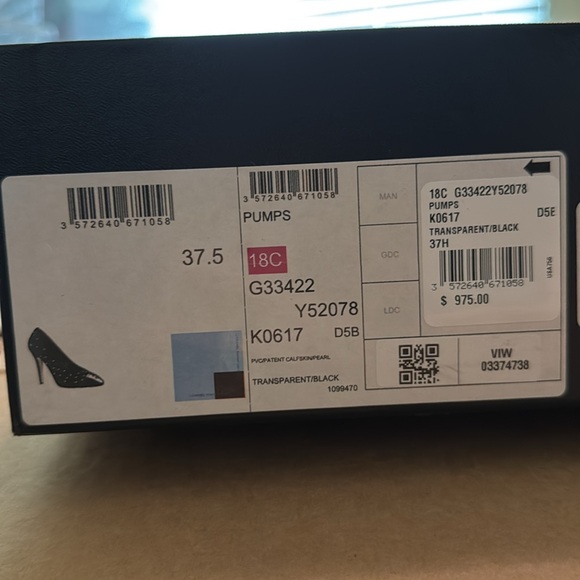 3 572640 671058
37.5
3 572640 671058
PUMPS
18C
G33422
Y52078
K0617 D5B
PVC/PATENT CALFSKIN/PEARL
TRANSPARENT/BLACK
1099470
MAN
GDC
LDC
18C G33422Y52078
PUMPS
K0617 D5B
TRANSPARENT/BLACK
37H
3 572640 671058
$ 975.00
USA756
VIW
03374738